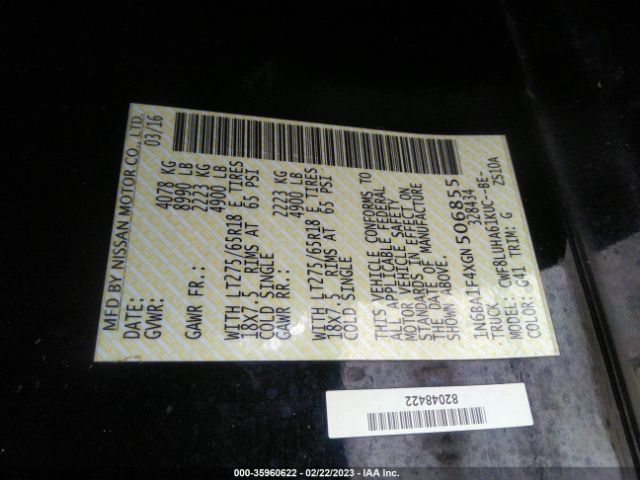 MFD BY NISSAN MOTOR CO., LTD.
DATE: 03/16
GVWR: 4078 KG
8990 LB
GAWR FR.: 2223 KG
4900 LB
WITH LT275/65R18 E TIRES
18X7.5 RIMS AT 65 PSI
COLD SINGLE
GAWR RR.: 2223 KG
4900 LB
WITH LT275/65R18 E TIRES
18X7.5 RIMS AT 65 PSI
COLD SINGLE
THIS VEHICLE CONFORMS TO
ALL APPLICABLE FEDERAL
MOTOR VEHICLE SAFETY
STANDARDS IN EFFECT ON
THE DATE OF MANUFACTURE
SHOWN ABOVE.
1N6BA1F4XGN506855
TRUCK 328434
MODEL: CWFBLUHA61KUC-BE-
COLOR: G41 TRIM: G ZS10A
82048422
000-35960622 - 02/22/2023 - IAA Inc.